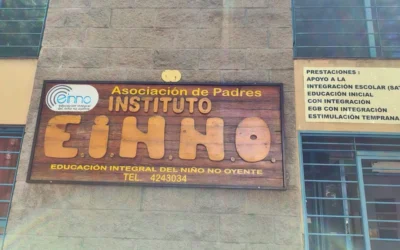 einno
Asociación de Padres
INSTITUTO
E.I.N.N.O.
EDUCACIÓN INTEGRAL DEL NIÑO NO OYENTE
TEL. 4243034
PRESTACIONES:
APOYO A LA
INTEGRACIÓN ESCOLAR (SAI
EDUCACIÓN INICIAL
CON INTEGRACIÓN
EGB CON INTEGRACIÓN
ESTIMULACIÓN TEMPRANA